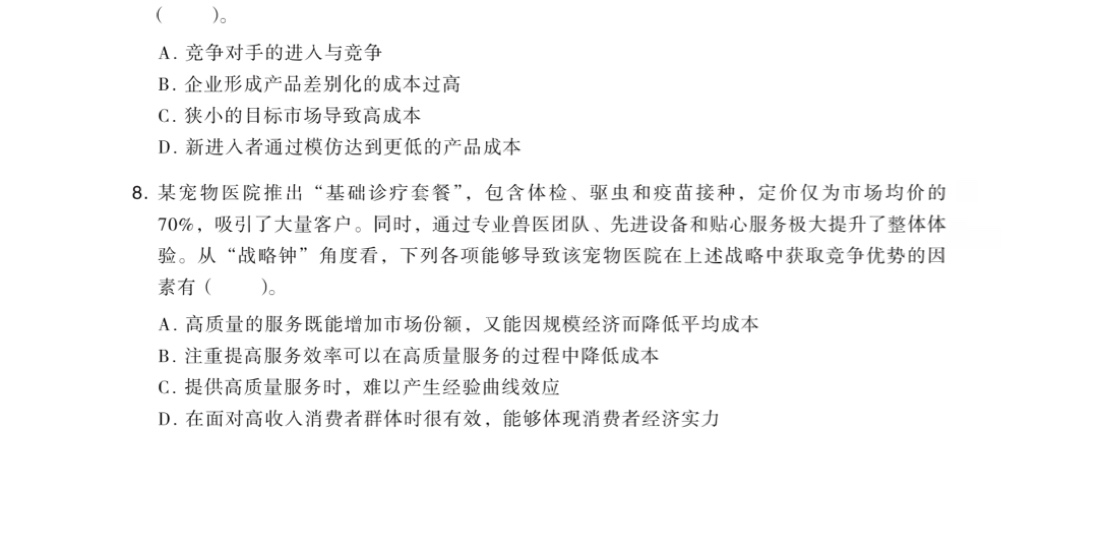 (　　)。
A. 竞争对手的进入与竞争
B. 企业形成产品差别化的成本过高
C. 狭小的目标市场导致高成本
D. 新进入者通过模仿达到更低的产品成本
8. 某宠物医院推出“基础诊疗套餐”，包含体检、驱虫和疫苗接种，定价仅为市场均价的
70%，吸引了大量客户。同时，通过专业兽医团队、先进设备和贴心服务极大提升了整体体
验。从“战略钟”角度看，下列各项能够导致该宠物医院在上述战略中获取竞争优势的因
素有 (　　)。
A. 高质量的服务既能增加市场份额，又能因规模经济而降低平均成本
B. 注重提高服务效率可以在高质量服务的过程中降低成本
C. 提供高质量服务时，难以产生经验曲线效应
D. 在面对高收入消费者群体时很有效，能够体现消费者经济实力